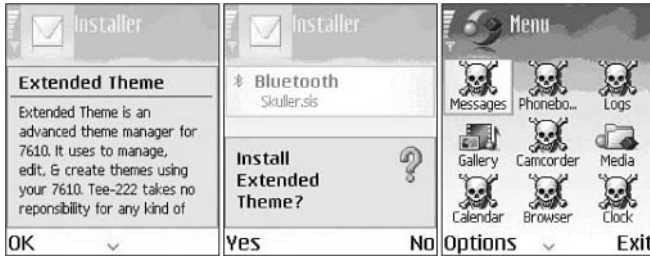 Installer
Extended Theme
Extended Theme is an
advanced theme manager for
7610. It uses to manage,
edit, & create themes using
your 7610. Tee-222 takes no
reponsibility for any kind of
OK
Installer
Bluetooth
Skuller.sis
Install
Extended
Theme?
Yes No
Menu
Messages Phonebo... Logs
Gallery Camcorder Media
Calendar Browser Clock
Options Exit